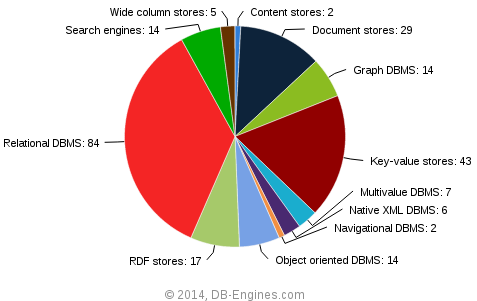 Wide column stores: 5
Content stores: 2
Search engines: 14
Document stores: 29
Graph DBMS: 14
Relational DBMS: 84
Key-value stores: 43
Multivalue DBMS: 7
Native XML DBMS: 6
Navigational DBMS: 2
RDF stores: 17
Object oriented DBMS: 14
© 2014, DB-Engines.com